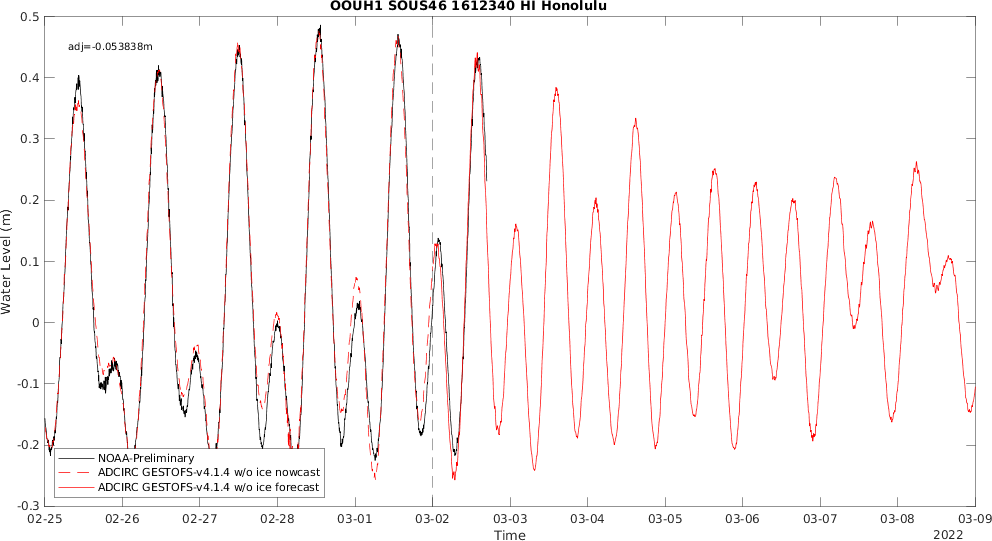 OOUH1 SOUS46 1612340 HI Honolulu
adj=-0.053838m
Water Level (m)
0.5
0.4
0.3
0.2
0.1
0
-0.1
-0.2
-0.3
NOAA-Preliminary
ADCIRC GESTOFS-v4.1.4 w/o ice nowcast
ADCIRC GESTOFS-v4.1.4 w/o ice forecast
02-25 02-26 02-27 02-28 03-01 03-02 03-03 03-04 03-05 03-06 03-07 03-08 03-09
Time
2022